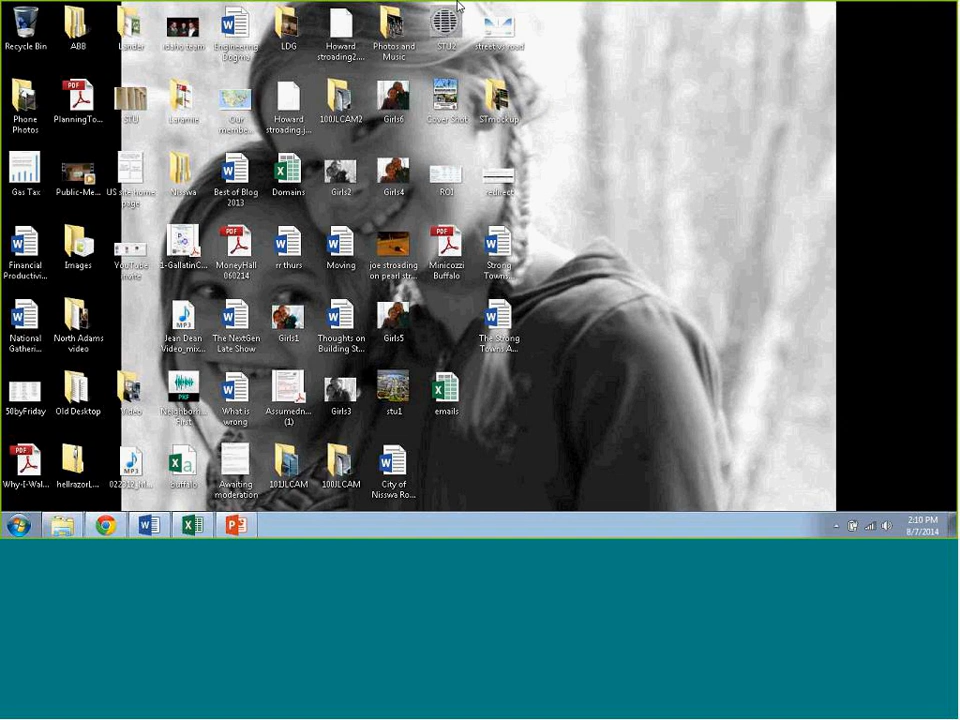 Recycle Bin
ABB
Lander
Idaho team
Engineering
Dogma...
LDG
Howard
stroading2....
Photos and
Music
STU2
street vs road
Phone
Photos
PlanningTo...
STU
Laramie
Our
membe...
Howard
stroading.j...
100JLCAM2
Girls6
Cover Shot
STmockup
Gas Tax
Public-Me...
US site home
page
Nisswa
Best of Blog
2013
Domains
Girls2
Girls4
ROI
redirect
Financial
Productivi...
Images
YouTube
Invite
1-GallatinC...
MoneyHall
060214
rr thurs
Moving
joe stroading
on pearl str...
Minicozzi
Buffalo
Strong
Towns...
National
Gatheri...
North Adams
video
Jean Dean
Video_mix...
The NextGen
Late Show
Girls1
Thoughts on
Building St...
Girls5
The Strong
Towns A...
50byFriday
Old Desktop
Video
Neighborh...
First
What is
wrong
Assumedn...
(1)
Girls3
stu1
emails
Why-I-Wal...
hellrazorL...
Buffalo
Awaiting
moderation
101JLCAM
100JLCAM
City of
Nisswa Ro...
2:10 PM
8/7/2014